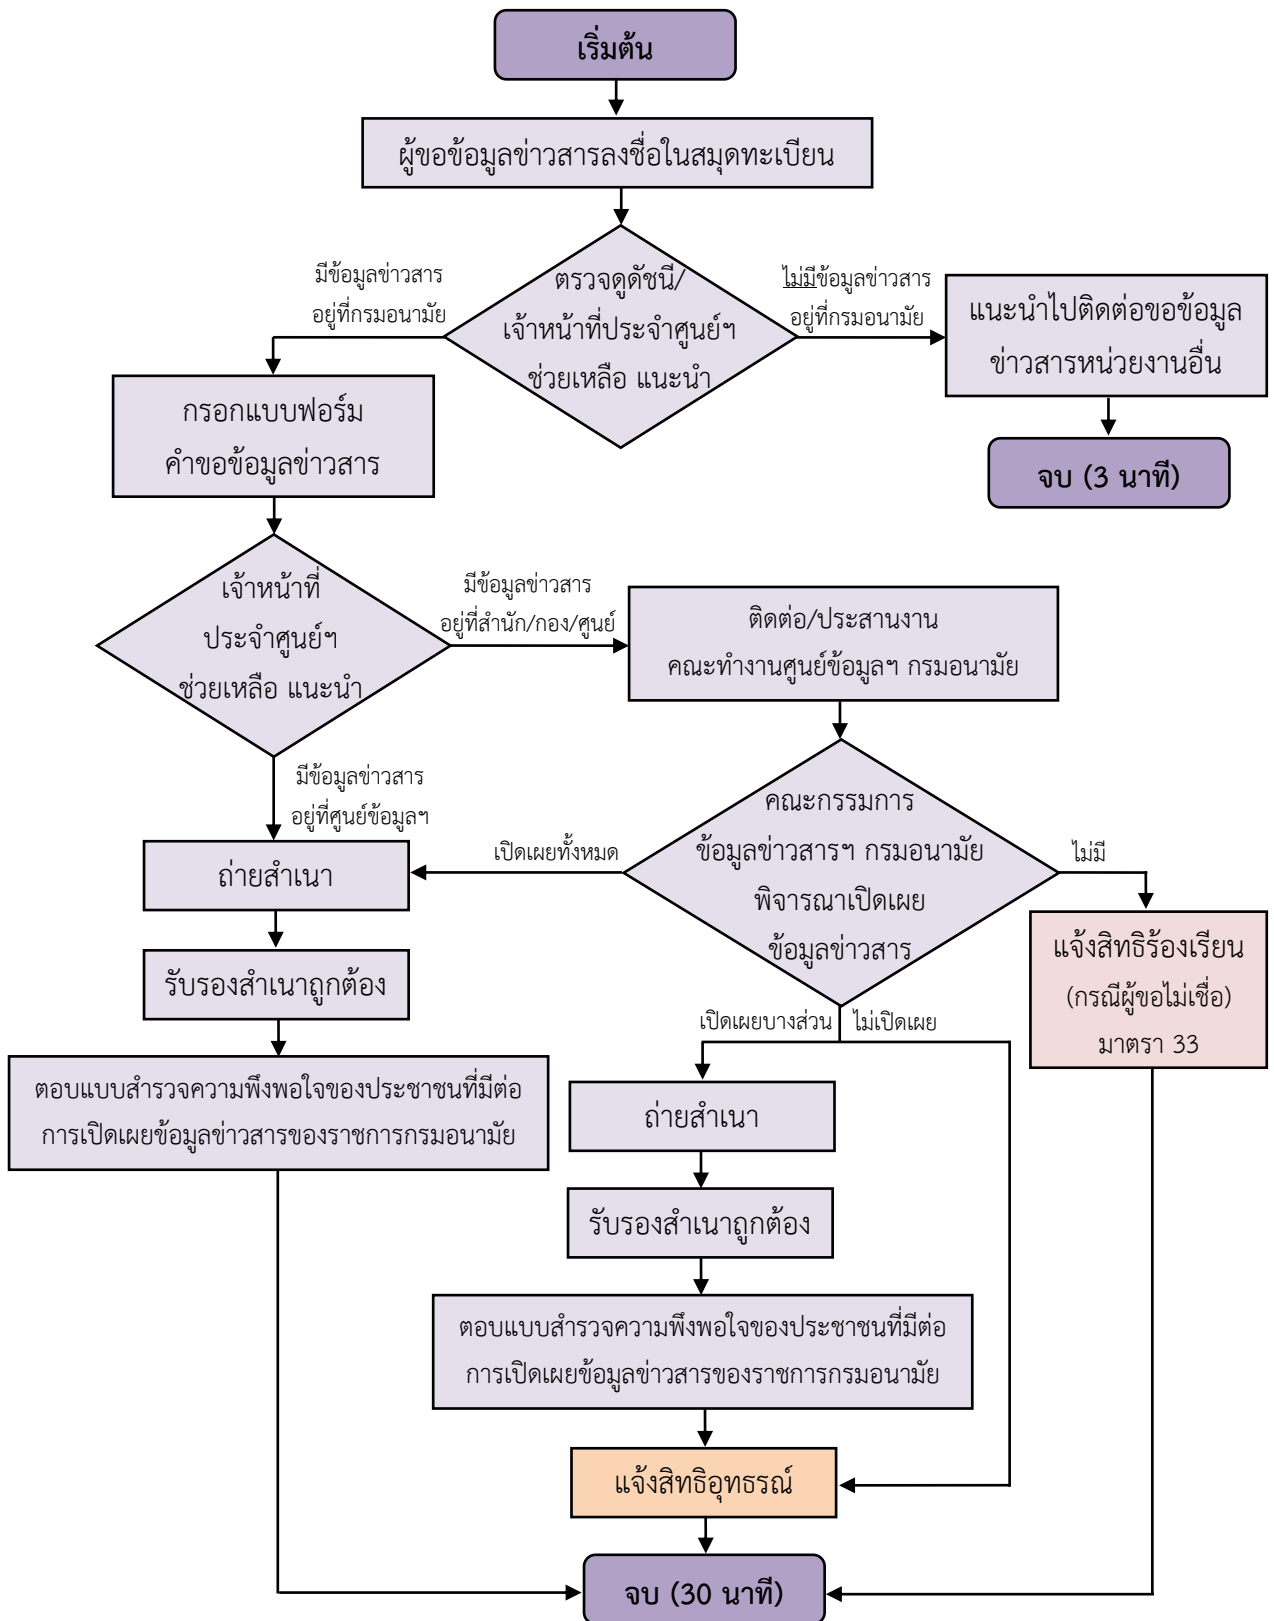 เริ่มต้น
ผู้ขอข้อมูลข่าวสารลงชื่อในสมุดทะเบียน
มีข้อมูลข่าวสาร
อยู่ที่กรมอนามัย
ตรวจดูดัชนี/
เจ้าหน้าที่ประจำศูนย์ฯ
ช่วยเหลือ แนะนำ
ไม่มีข้อมูลข่าวสาร
อยู่ที่กรมอนามัย
แนะนำไปติดต่อขอข้อมูล
ข่าวสารหน่วยงานอื่น
จบ (3 นาที)
กรอกแบบฟอร์ม
คำขอข้อมูลข่าวสาร
เจ้าหน้าที่
ประจำศูนย์ฯ
ช่วยเหลือ แนะนำ
มีข้อมูลข่าวสาร
อยู่ที่สำนัก/กอง/ศูนย์
ติดต่อ/ประสานงาน
คณะทำงานศูนย์ข้อมูลฯ กรมอนามัย
มีข้อมูลข่าวสาร
อยู่ที่ศูนย์ข้อมูลฯ
คณะกรรมการ
ข้อมูลข่าวสารฯ กรมอนามัย
พิจารณาเปิดเผย
ข้อมูลข่าวสาร
เปิดเผยทั้งหมด
ไม่มี
ถ่ายสำเนา
รับรองสำเนาถูกต้อง
แจ้งสิทธิร้องเรียน
(กรณีผู้ขอไม่เชื่อ)
มาตรา 33
ตอบแบบสำรวจความพึงพอใจของประชาชนที่มีต่อ
การเปิดเผยข้อมูลข่าวสารของราชการกรมอนามัย
เปิดเผยบางส่วน
ไม่เปิดเผย
ถ่ายสำเนา
รับรองสำเนาถูกต้อง
ตอบแบบสำรวจความพึงพอใจของประชาชนที่มีต่อ
การเปิดเผยข้อมูลข่าวสารของราชการกรมอนามัย
แจ้งสิทธิอุทธรณ์
จบ (30 นาที)